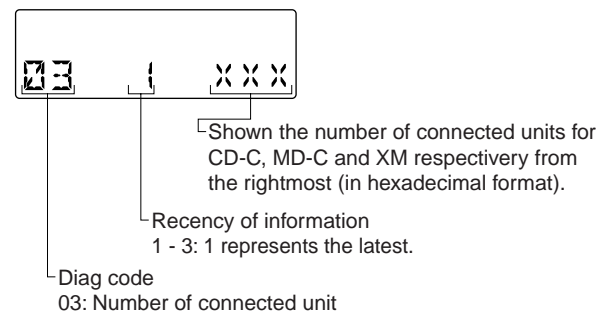 03 1 XXX
Shown the number of connected units for
CD-C, MD-C and XM respectivery from
the rightmost (in hexadecimal format).
Recency of information
1 - 3: 1 represents the latest.
Diag code
03: Number of connected unit